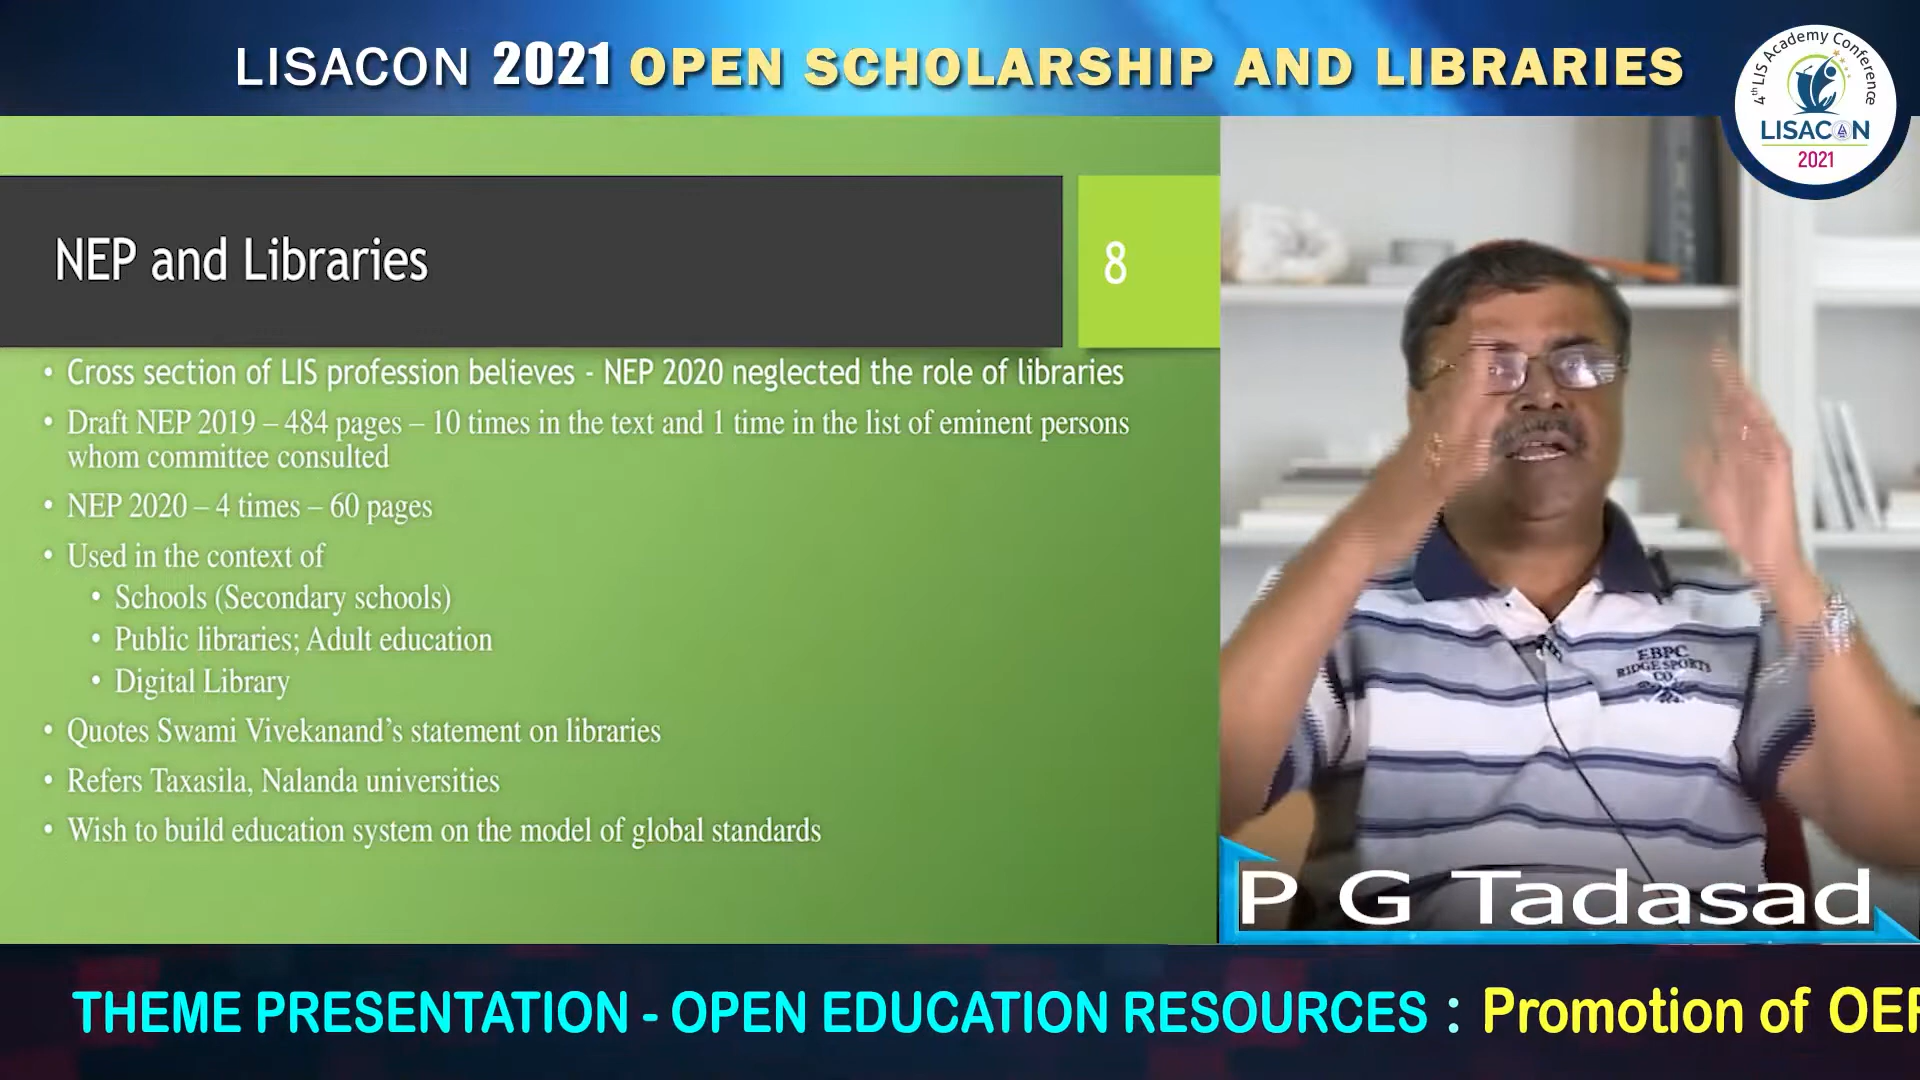 LISACON 2021 OPEN SCHOLARSHIP AND LIBRARIES
4th LIS Academy Conference
LISACON
2021
NEP and Libraries
8
• Cross section of LIS profession believes - NEP 2020 neglected the role of libraries
• Draft NEP 2019 – 484 pages – 10 times in the text and 1 time in the list of eminent persons
whom committee consulted
• NEP 2020 – 4 times – 60 pages
• Used in the context of
• Schools (Secondary schools)
• Public libraries; Adult education
• Digital Library
• Quotes Swami Vivekanand’s statement on libraries
• Refers Taxasila, Nalanda universities
• Wish to build education system on the model of global standards
EBPC
RIDGE SPORTS
CO.
P G Tadasad
THEME PRESENTATION - OPEN EDUCATION RESOURCES : Promotion of OER